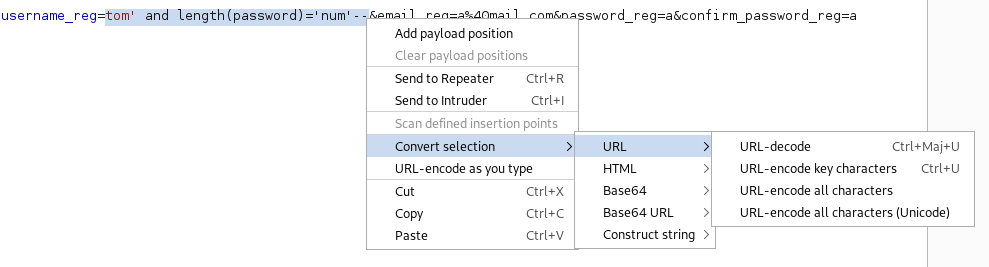 username_reg=tom' and length(password)='num'--&email_reg=a%40mail.com&password_reg=a&confirm_password_reg=a
Add payload position
Clear payload positions
Send to Repeater Ctrl+R
Send to Intruder Ctrl+I
Scan defined insertion points
Convert selection
URL-encode as you type
Cut Ctrl+X
Copy Ctrl+C
Paste Ctrl+V
URL
HTML
Base64
Base64 URL
Construct string
URL-decode Ctrl+Maj+U
URL-encode key characters Ctrl+U
URL-encode all characters
URL-encode all characters (Unicode)